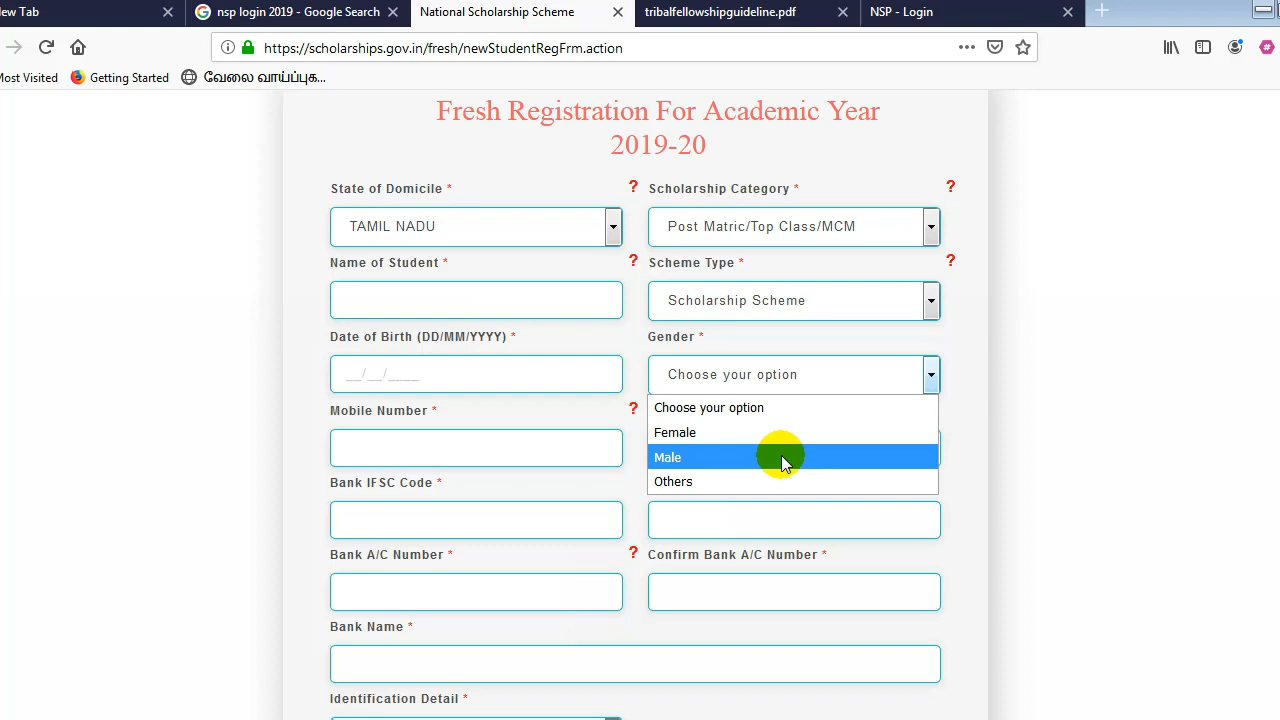 New Tab
nsp login 2019 - Google Search
National Scholarship Scheme
tribalfellowshipguideline.pdf
NSP - Login
https://scholarships.gov.in/fresh/newStudentRegFrm.action
Most Visited
Getting Started
வேலை வாய்ப்புக...
Fresh Registration For Academic Year
2019-20
State of Domicile * ?
Scholarship Category * ?
TAMIL NADU
Post Matric/Top Class/MCM
Name of Student * ?
Scheme Type * ?
Scholarship Scheme
Date of Birth (DD/MM/YYYY) *
Gender *
__/__/____
Choose your option
Mobile Number * ?
Choose your option
Female
Male
Others
Bank IFSC Code *
Bank A/C Number * ?
Confirm Bank A/C Number *
Bank Name *
Identification Detail *